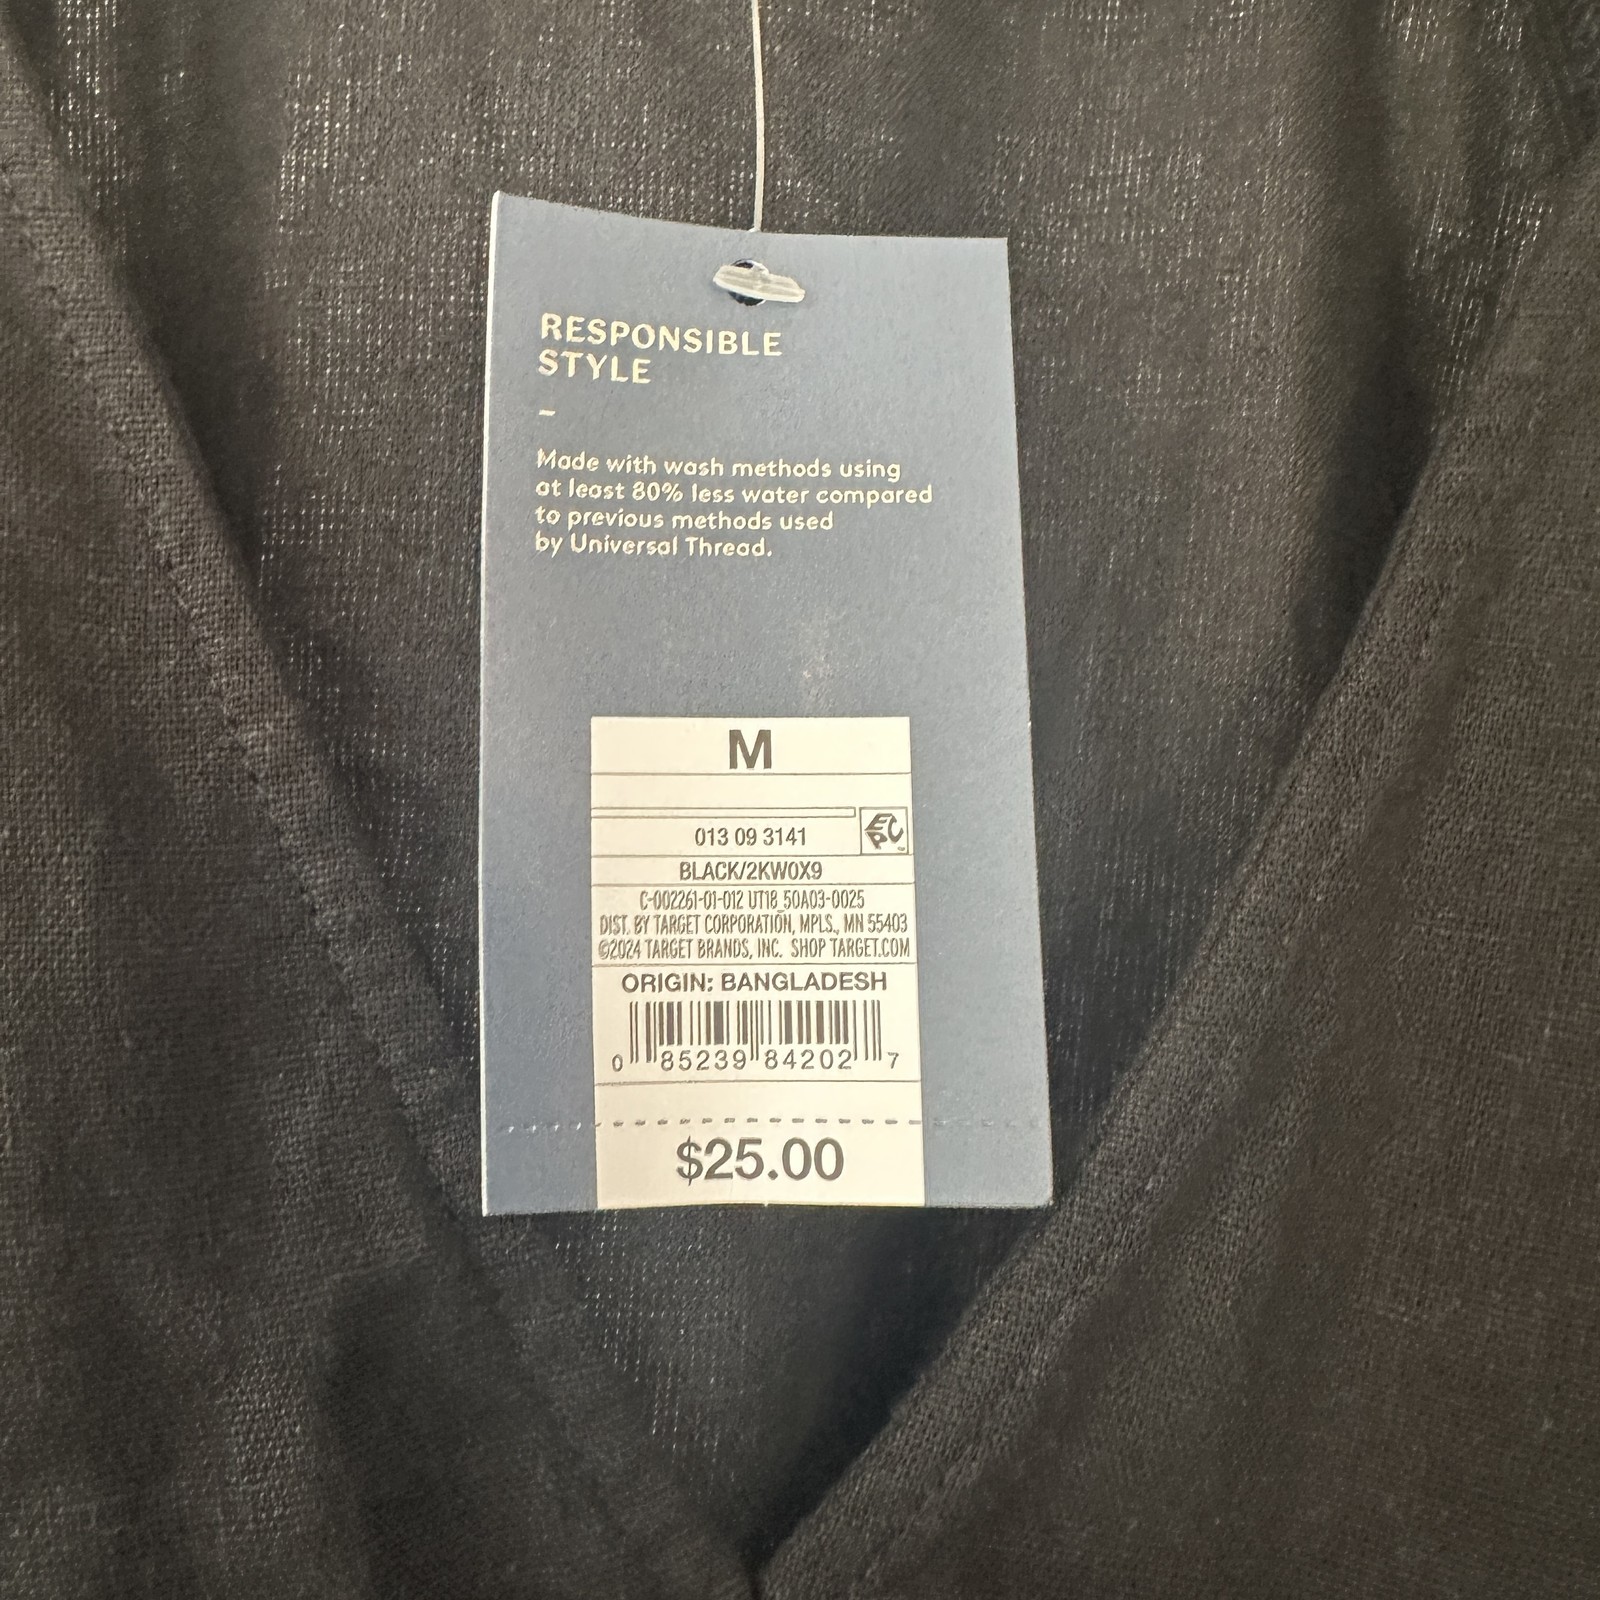 RESPONSIBLE
STYLE
–
Made with wash methods using
at least 80% less water compared
to previous methods used
by Universal Thread.
M
EPC
013 09 3141
BLACK/2KW0X9
C-002261-01-012 UT18_50A03-0025
DIST. BY TARGET CORPORATION, MPLS., MN 55403
©2024 TARGET BRANDS, INC. SHOP TARGET.COM
ORIGIN: BANGLADESH
0 85239 84202 7
$25.00